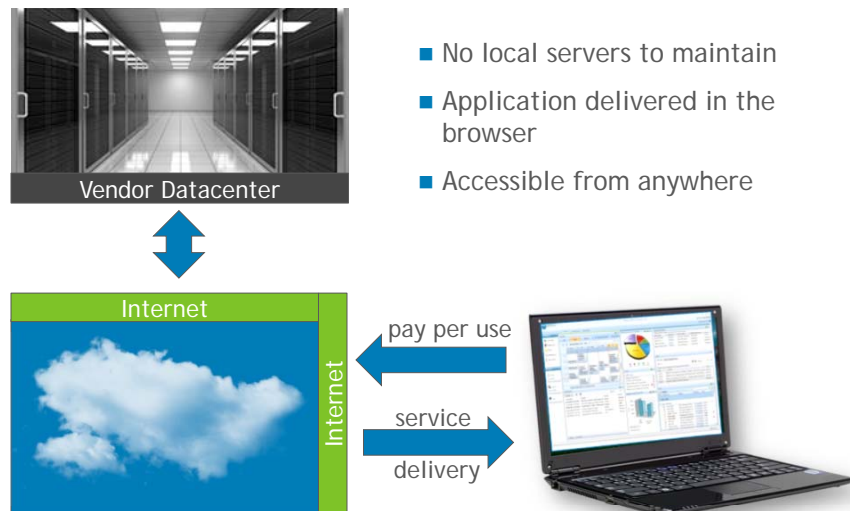 No local servers to maintain
Application delivered in the
browser
Accessible from anywhere
Vendor Datacenter
Internet
Internet
pay per use
service
delivery